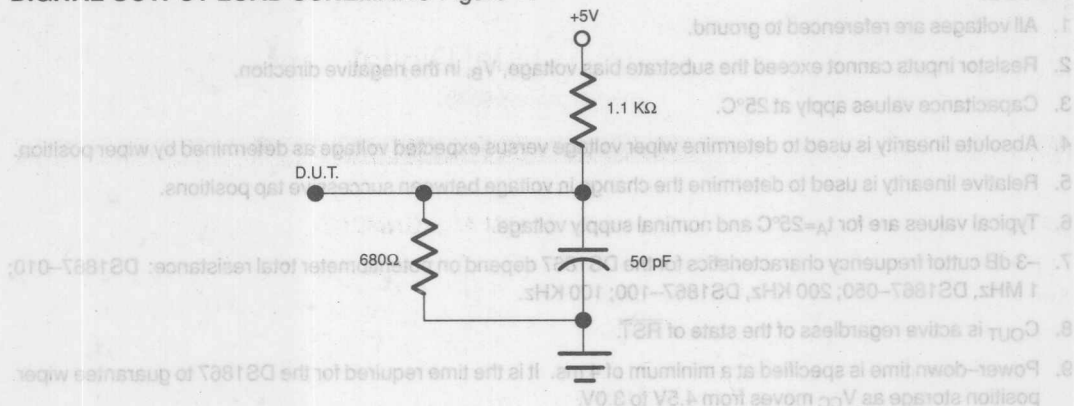 +5V
1. All voltages are referenced to ground.
2. Resistor inputs cannot exceed the substrate bias voltage, VB, in the negative direction.
1.1 KΩ
3. Capacitance values apply at 25°C.
4. Absolute linearity is used to determine wiper voltage versus expected voltage as determined by wiper position.
D.U.T.
5. Relative linearity is used to determine the change in voltage between successive tap positions.
6. Typical values are for tA=25°C and nominal supply voltage.
680Ω
50 pF
7. –3 dB cutoff frequency characteristics for the DS1867 depend on potentiometer total resistance: DS1867–010;
1 MHz, DS1867–050; 200 KHz, DS1867–100; 100 KHz.
8. COUT is active regardless of the state of RST.
9. Power–down time is specified at a minimum of ms. It is the time required for the DS1867 to guarantee wiper
position storage as VCC moves from 4.5V to 3.0V.